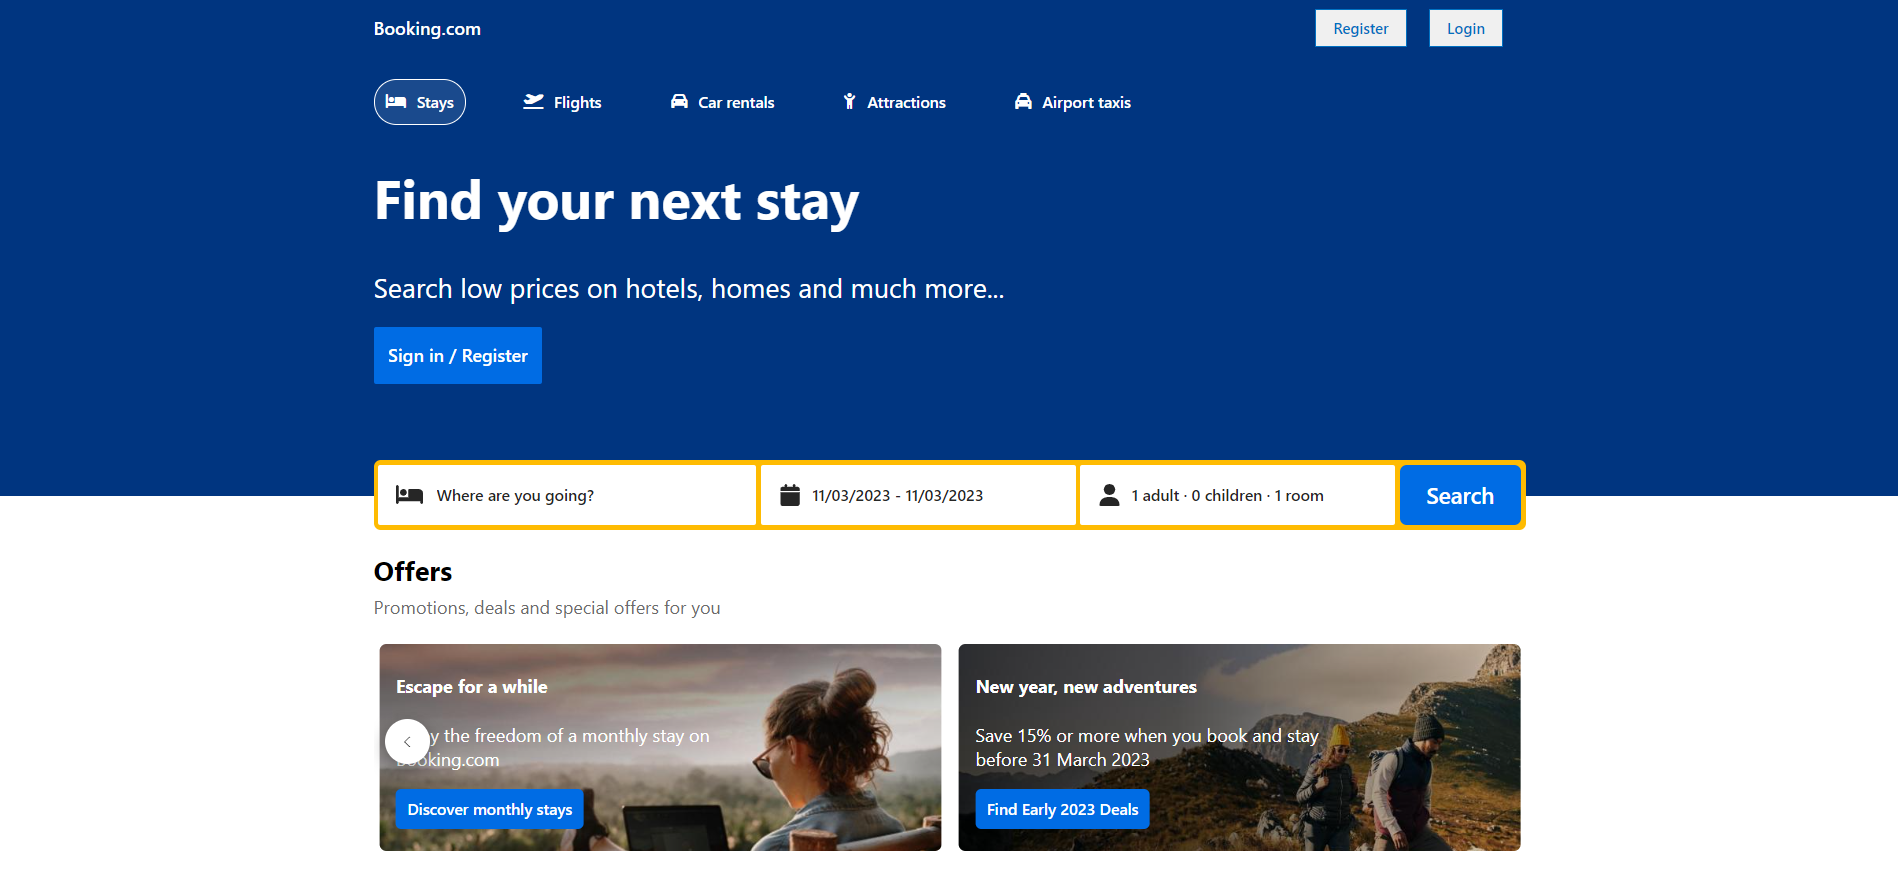 Booking.com
Register
Login
Stays
Flights
Car rentals
Attractions
Airport taxis
Find your next stay
Search low prices on hotels, homes and much more...
Sign in / Register
Where are you going?
11/03/2023 - 11/03/2023
1 adult · 0 children · 1 room
Search
Offers
Promotions, deals and special offers for you
Escape for a while
the freedom of a monthly stay on
Discover monthly stays
New year, new adventures
Save 15% or more when you book and stay
before 31 March 2023
Find Early 2023 Deals